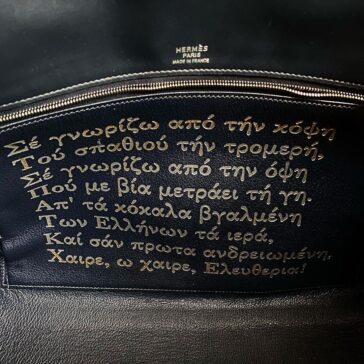 HERMÈS
PARIS
MADE IN FRANCE
Σέ γνωρίζω από τήν κόψη
Τού σπαθιού τήν τρομερή,
Σέ γνωρίζω από την όψη
Πού με βία μετράει τή γη.
Απ' τά κόκαλα βγαλμένη
Των Ελλήνων τά ιερά,
Καί σάν πρωτα ανδρειωμένη,
Χαιρε, ω χαιρε, Ελευθερια!